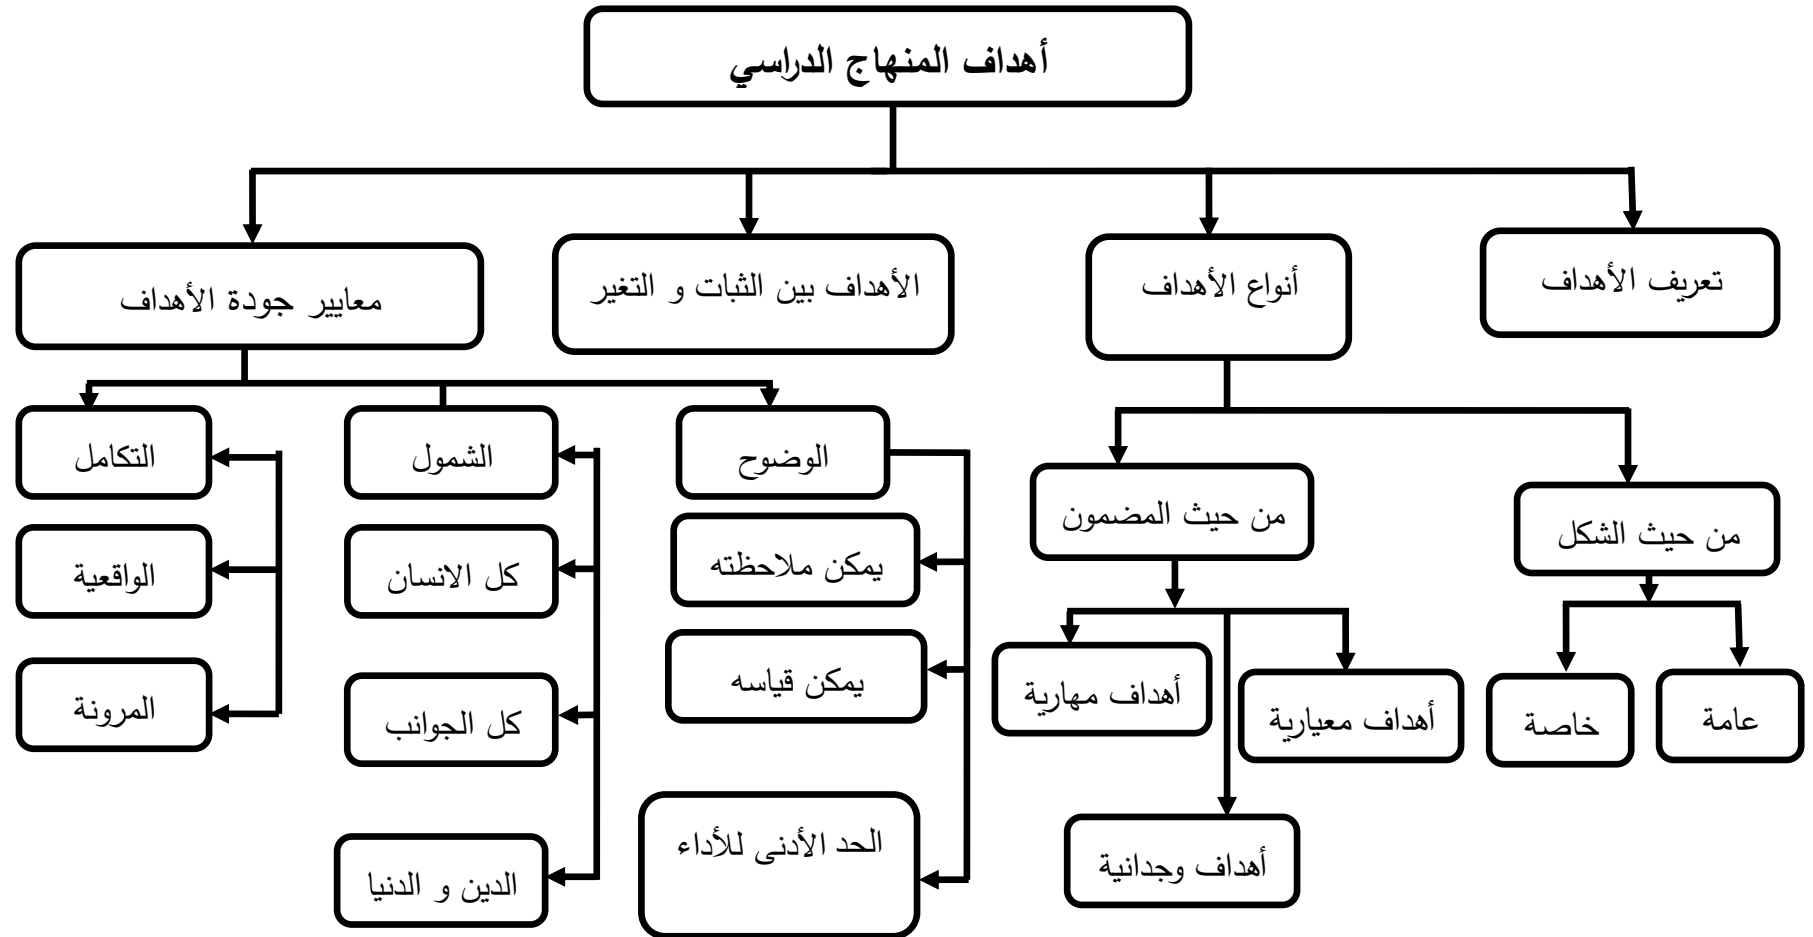 أهداف المنهاج الدراسي
تعريف الأهداف
أنواع الأهداف
الأهداف بين الثبات و التغير
معايير جودة الأهداف
من حيث الشكل
عامة
خاصة
من حيث المضمون
أهداف معيارية
أهداف وجدانية
أهداف مهارية
الوضوح
يمكن ملاحظته
يمكن قياسه
الحد الأدنى للأداء
الشمول
كل الانسان
كل الجوانب
الدين و الدنيا
التكامل
الواقعية
المرونة